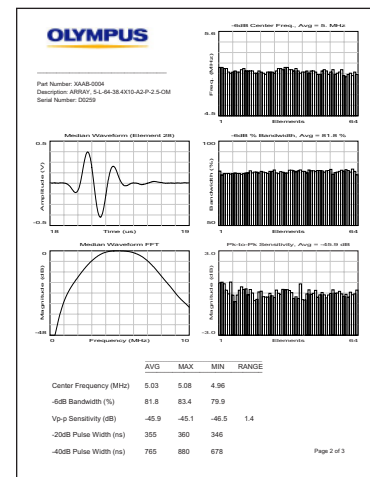 OLYMPUS
Part Number: XAAB-0004
Description: ARRAY, 5-L-64-38.4X10-A2-P-2.5-OM
Serial Number: D0259
-6dB Center Freq., Avg = 5. MHz
5.6
Freq. (MHz)
4.5
1 Elements 64
Median Waveform (Element 28)
0.5
Amplitude (V)
-0.5
18 Time (us) 19
-6dB % Bandwidth, Avg = 81.8 %
100
Bandwidth (%)
50
1 Elements 64
Median Waveform FFT
0
Magnitude (dB)
-48
0 Frequency (MHz) 10
Pk-to-Pk Sensitivity, Avg = -45.9 dB
3.0
Magnitude (dB)
-3.0
1 Elements 64
AVG MAX MIN RANGE
Center Frequency (MHz) 5.03 5.08 4.96
-6dB Bandwidth (%) 81.8 83.4 79.9
Vp-p Sensitivity (dB) -45.9 -45.1 -46.5 1.4
-20dB Pulse Width (ns) 355 360 346
-40dB Pulse Width (ns) 765 880 678
Page 2 of 3